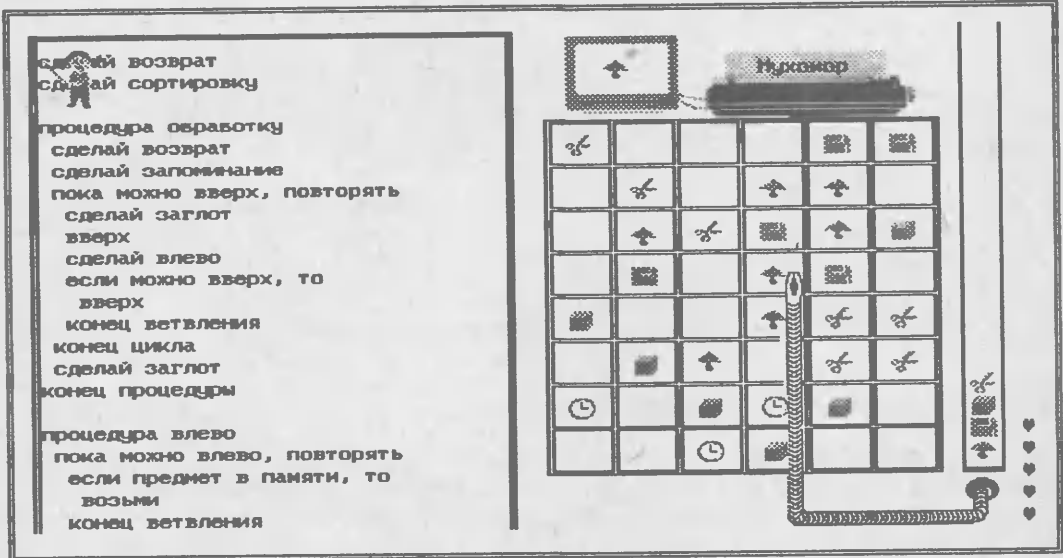 сделай возврат
сделай сортировку
Мухомор
процедура обработку
сделай возврат
сделай запоминание
пока можно вверх, повторять
сделай заглот
вверх
сделай влево
если можно вверх, то
вверх
конец ветвления
конец цикла
сделай заглот
конец процедуры
процедура влево
пока можно влево, повторять
если предмет в памяти, то
возьми
конец ветвления